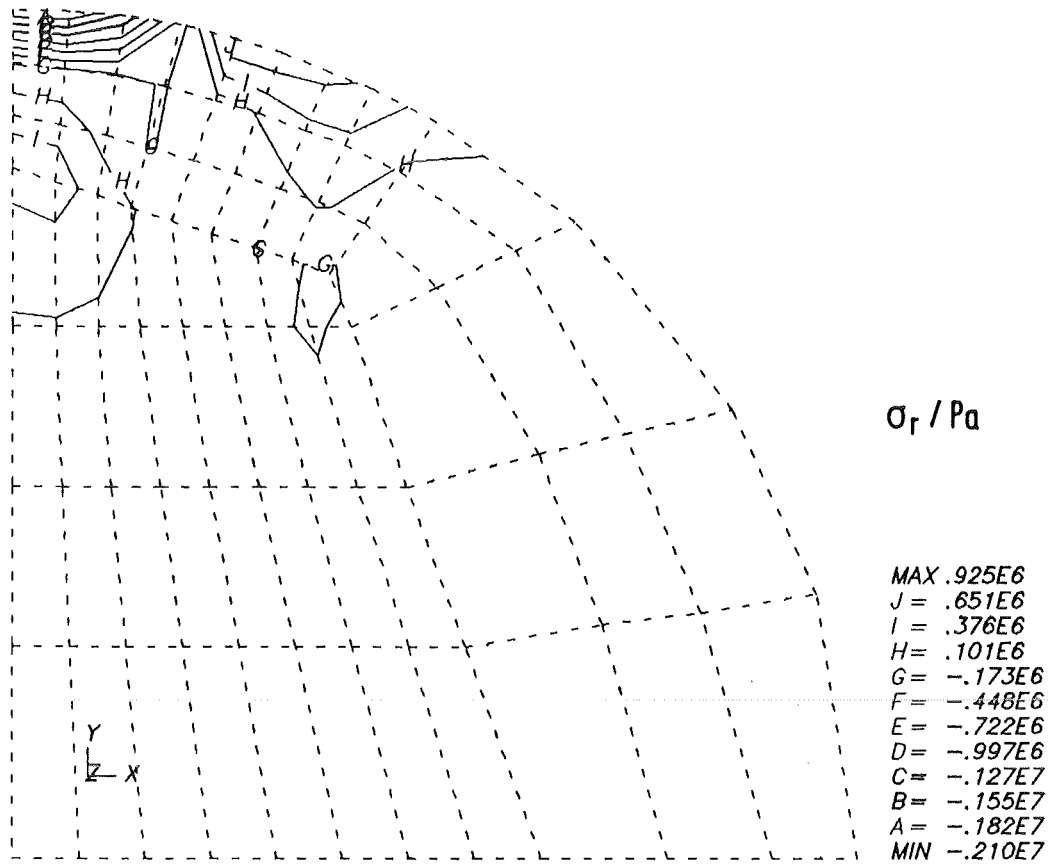 J
I
H
H
H
I
H
G
G
σr / Pa
MAX .925E6
J = .651E6
I = .376E6
H = .101E6
G = -.173E6
F = -.448E6
E = -.722E6
D = -.997E6
C = -.127E7
B = -.155E7
A = -.182E7
MIN -.210E7
Y
Z X